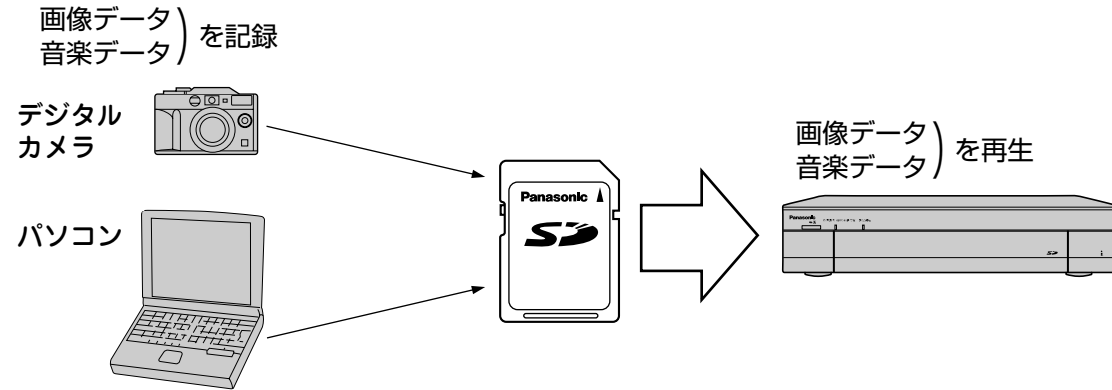 画像データ
音楽データ
)を記録
デジタル
カメラ
パソコン
Panasonic
SD
画像データ
音楽データ
)を再生
Panasonic
SD